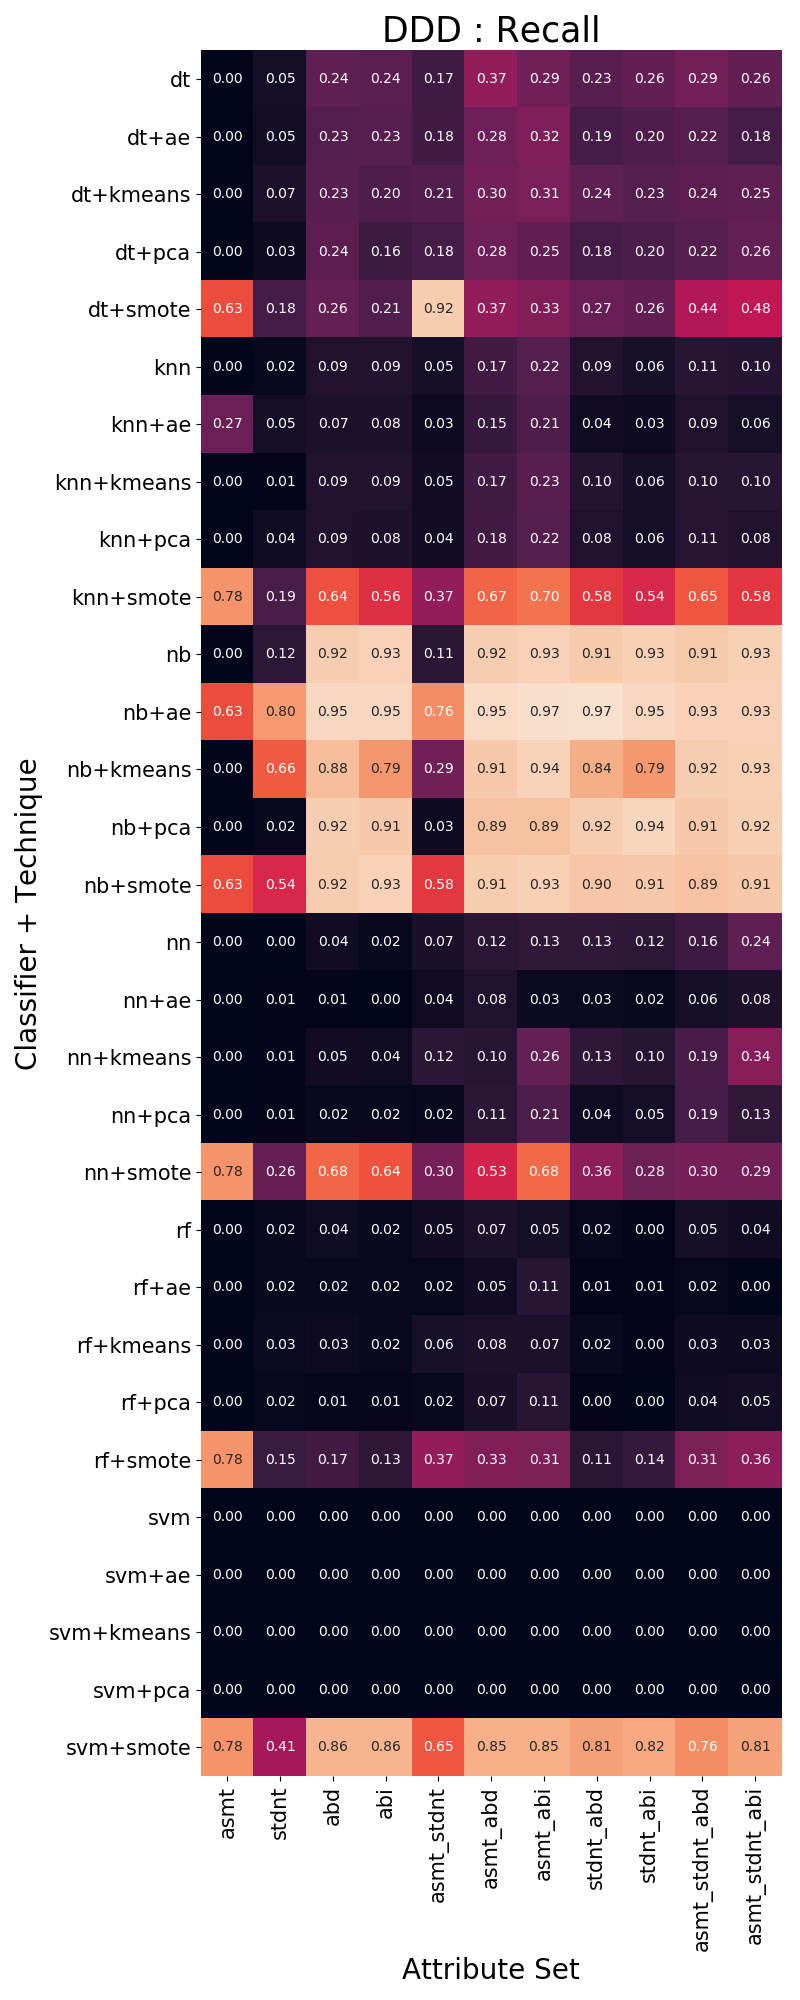 DDD : Recall
dt 0.00 0.05 0.24 0.24 0.17 0.37 0.29 0.23 0.26 0.29 0.26
dt+ae 0.00 0.05 0.23 0.23 0.18 0.28 0.32 0.19 0.20 0.22 0.18
dt+kmeans 0.00 0.07 0.23 0.20 0.21 0.30 0.31 0.24 0.23 0.24 0.25
dt+pca 0.00 0.03 0.24 0.16 0.18 0.28 0.25 0.18 0.20 0.22 0.26
dt+smote 0.63 0.18 0.26 0.21 0.92 0.37 0.33 0.27 0.26 0.44 0.48
knn 0.00 0.02 0.09 0.09 0.05 0.17 0.22 0.09 0.06 0.11 0.10
knn+ae 0.27 0.05 0.07 0.08 0.03 0.15 0.21 0.04 0.03 0.09 0.06
knn+kmeans 0.00 0.01 0.09 0.09 0.05 0.17 0.23 0.10 0.06 0.10 0.10
knn+pca 0.00 0.04 0.09 0.08 0.04 0.18 0.22 0.08 0.06 0.11 0.08
knn+smote 0.78 0.19 0.64 0.56 0.37 0.67 0.70 0.58 0.54 0.65 0.58
nb 0.00 0.12 0.92 0.93 0.11 0.92 0.93 0.91 0.93 0.91 0.93
nb+ae 0.63 0.80 0.95 0.95 0.76 0.95 0.97 0.97 0.95 0.93 0.93
nb+kmeans 0.00 0.66 0.88 0.79 0.29 0.91 0.94 0.84 0.79 0.92 0.93
nb+pca 0.00 0.02 0.92 0.91 0.03 0.89 0.89 0.92 0.94 0.91 0.92
nb+smote 0.63 0.54 0.92 0.93 0.58 0.91 0.93 0.90 0.91 0.89 0.91
nn 0.00 0.00 0.04 0.02 0.07 0.12 0.13 0.13 0.12 0.16 0.24
nn+ae 0.00 0.01 0.01 0.00 0.04 0.08 0.03 0.03 0.02 0.06 0.08
nn+kmeans 0.00 0.01 0.05 0.04 0.12 0.10 0.26 0.13 0.10 0.19 0.34
nn+pca 0.00 0.01 0.02 0.02 0.02 0.11 0.21 0.04 0.05 0.19 0.13
nn+smote 0.78 0.26 0.68 0.64 0.30 0.53 0.68 0.36 0.28 0.30 0.29
rf 0.00 0.02 0.04 0.02 0.05 0.07 0.05 0.02 0.00 0.05 0.04
rf+ae 0.00 0.02 0.02 0.02 0.02 0.05 0.11 0.01 0.01 0.02 0.00
rf+kmeans 0.00 0.03 0.03 0.02 0.06 0.08 0.07 0.02 0.00 0.03 0.03
rf+pca 0.00 0.02 0.01 0.01 0.02 0.07 0.11 0.00 0.00 0.04 0.05
rf+smote 0.78 0.15 0.17 0.13 0.37 0.33 0.31 0.11 0.14 0.31 0.36
svm 0.00 0.00 0.00 0.00 0.00 0.00 0.00 0.00 0.00 0.00 0.00
svm+ae 0.00 0.00 0.00 0.00 0.00 0.00 0.00 0.00 0.00 0.00 0.00
svm+kmeans 0.00 0.00 0.00 0.00 0.00 0.00 0.00 0.00 0.00 0.00 0.00
svm+pca 0.00 0.00 0.00 0.00 0.00 0.00 0.00 0.00 0.00 0.00 0.00
svm+smote 0.78 0.41 0.86 0.86 0.65 0.85 0.85 0.81 0.82 0.76 0.81
Classifier + Technique
asmt
stdnt
abd
abi
asmt_stdnt
asmt_abd
asmt_abi
stdnt_abd
stdnt_abi
asmt_stdnt_abd
asmt_stdnt_abi
Attribute Set